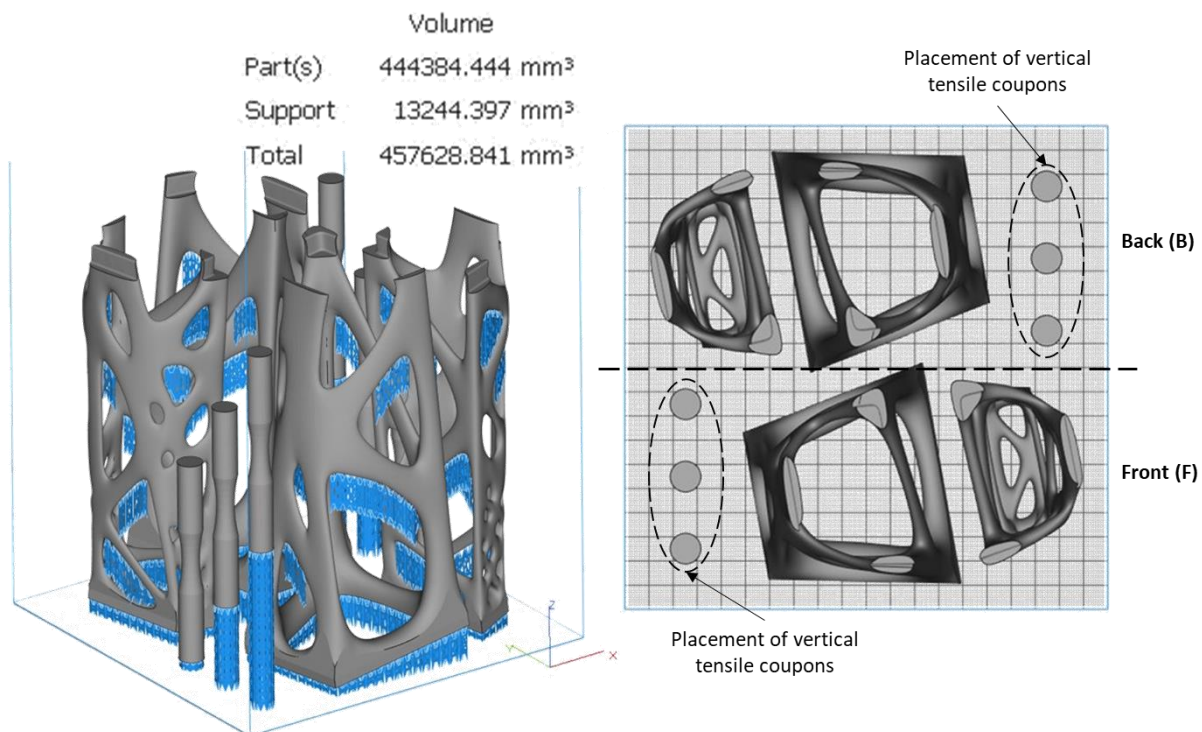 Volume
Part(s) 444384.444 mm³
Support 13244.397 mm³
Total 457628.841 mm³
Placement of vertical
tensile coupons
Back (B)
Front (F)
Placement of vertical
tensile coupons
Z
Y
X